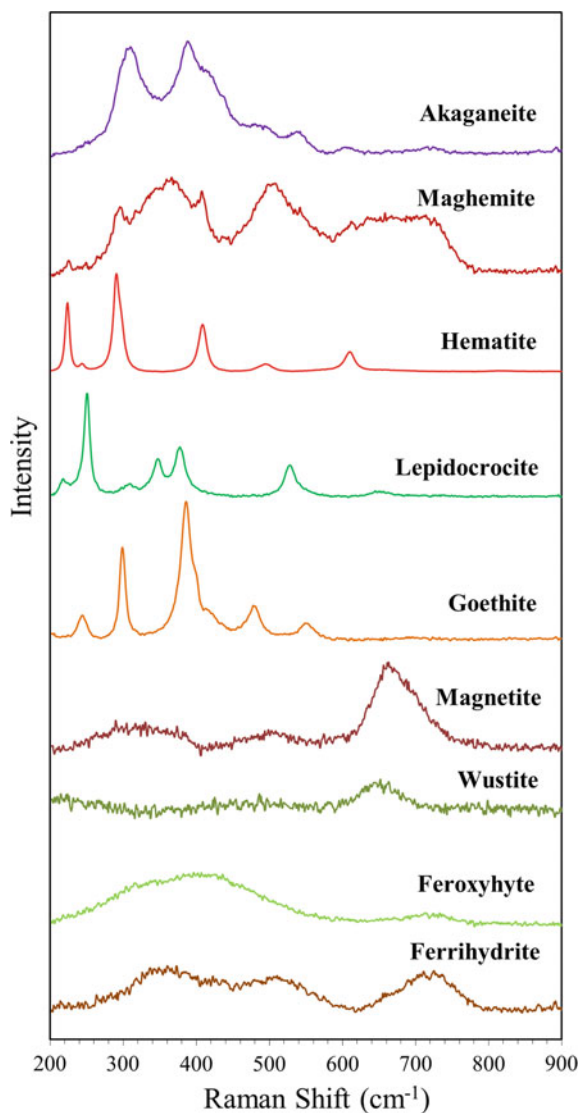 Akaganeite
Maghemite
Hematite
Lepidocrocite
Goethite
Magnetite
Wustite
Feroxyhyte
Ferrihydrite
Intensity
200 300 400 500 600 700 800 900
Raman Shift (cm⁻¹)